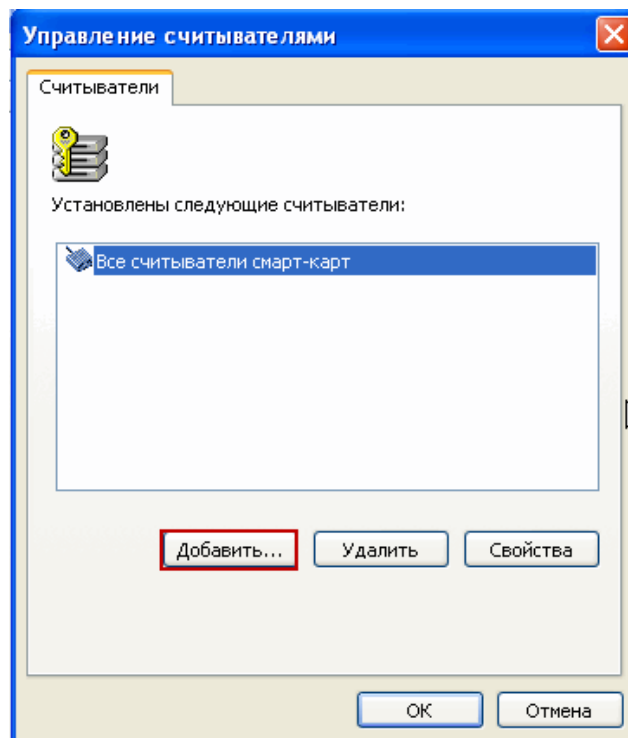 Управление считывателями
Считыватели
Установлены следующие считыватели:
Все считыватели смарт-карт
Добавить...
Удалить
Свойства
ОК
Отмена